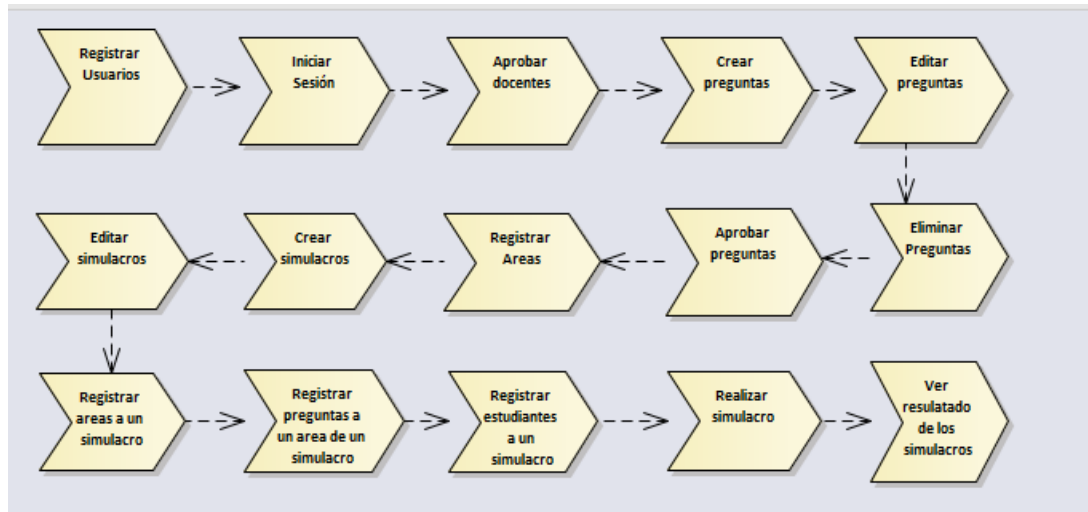 Registrar
Usuarios
Iniciar
Sesión
Aprobar
docentes
Crear
preguntas
Editar
preguntas
Editar
simulacros
Crear
simulacros
Registrar
Areas
Aprobar
preguntas
Eliminar
Preguntas
Registrar
areas a un
simulacro
Registrar
preguntas a
un area de un
simulacro
Registrar
estudiantes
a un
simulacro
Realizar
simulacro
Ver
resulatado
de los
simulacros